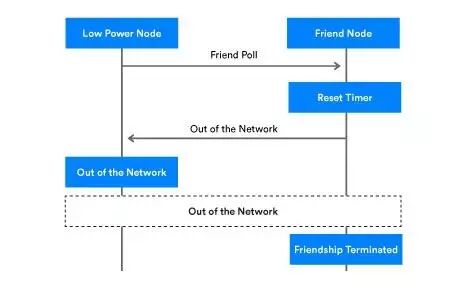 Low Power Node
Friend Node
Friend Poll
Reset Timer
Out of the Network
Out of the Network
Out of the Network
Friendship Terminated